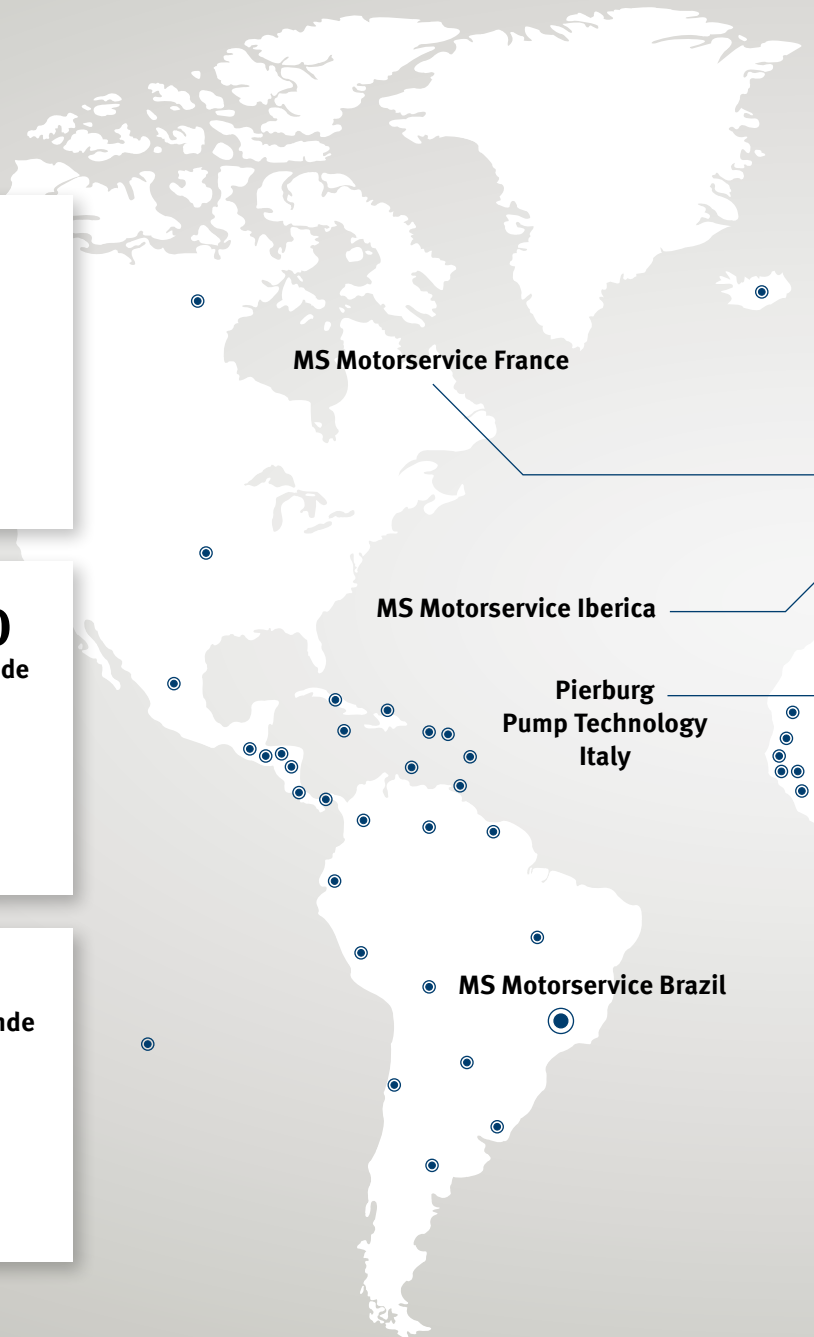 MS Motorservice France
MS Motorservice Iberica
Pierburg
Pump Technology
Italy
MS Motorservice Brazil